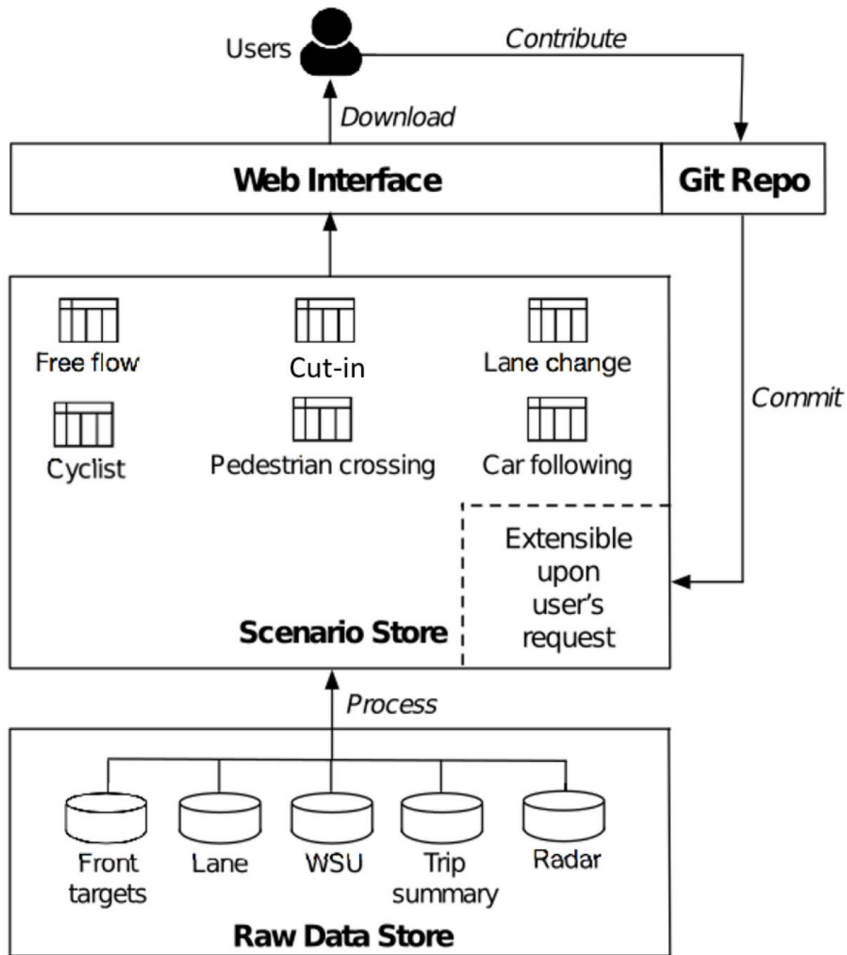 Users
Contribute
Download
Web Interface
Git Repo
Free flow
Cut-in
Lane change
Commit
Cyclist
Pedestrian crossing
Car following
Extensible
upon
user's
request
Scenario Store
Process
Front
targets
Lane
WSU
Trip
summary
Radar
Raw Data Store